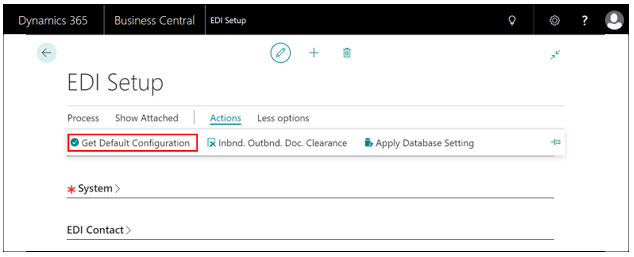 Dynamics 365 Business Central EDI Setup ?
EDI Setup
Process Show Attached Actions Less options
Get Default Configuration Inbnd. Outbnd. Doc. Clearance Apply Database Setting
* System >
EDI Contact >